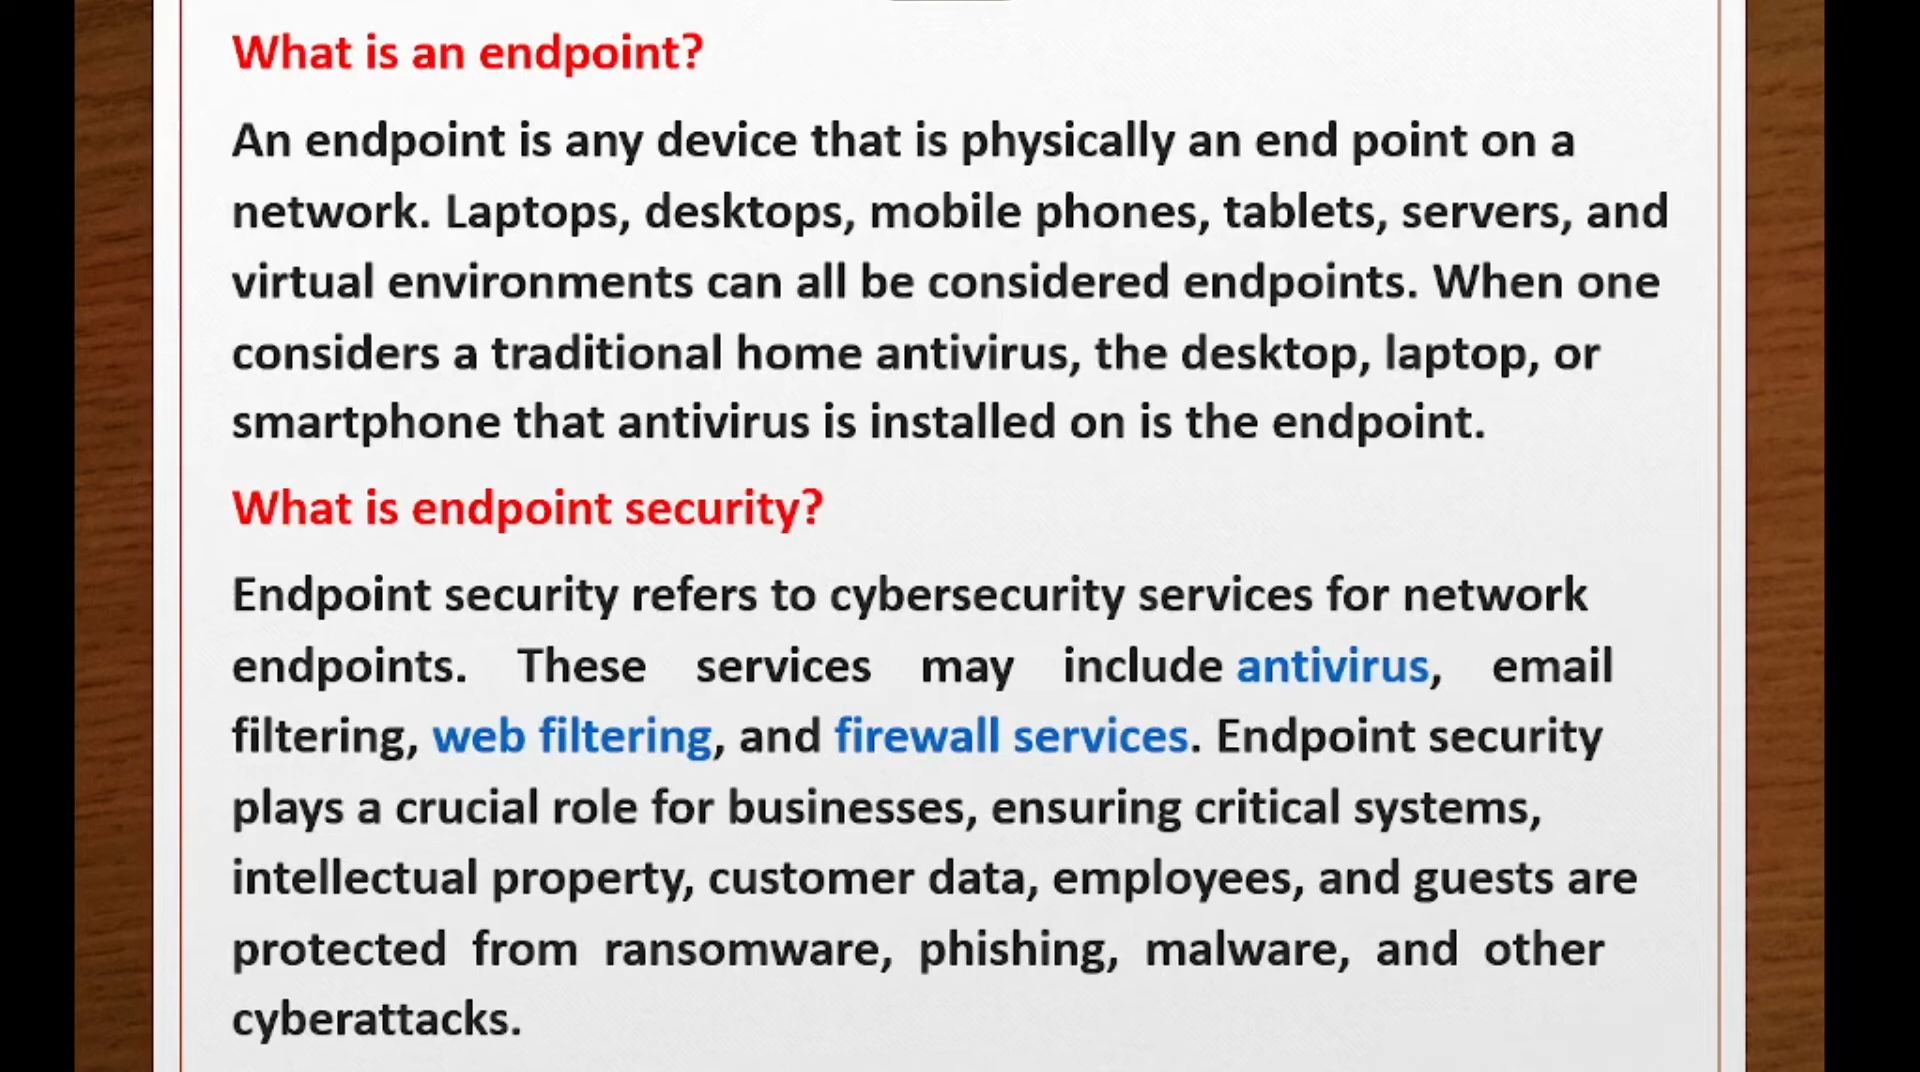 What is an endpoint?
An endpoint is any device that is physically an end point on a
network. Laptops, desktops, mobile phones, tablets, servers, and
virtual environments can all be considered endpoints. When one
considers a traditional home antivirus, the desktop, laptop, or
smartphone that antivirus is installed on is the endpoint.
What is endpoint security?
Endpoint security refers to cybersecurity services for network
endpoints. These services may include antivirus, email
filtering, web filtering, and firewall services. Endpoint security
plays a crucial role for businesses, ensuring critical systems,
intellectual property, customer data, employees, and guests are
protected from ransomware, phishing, malware, and other
cyberattacks.